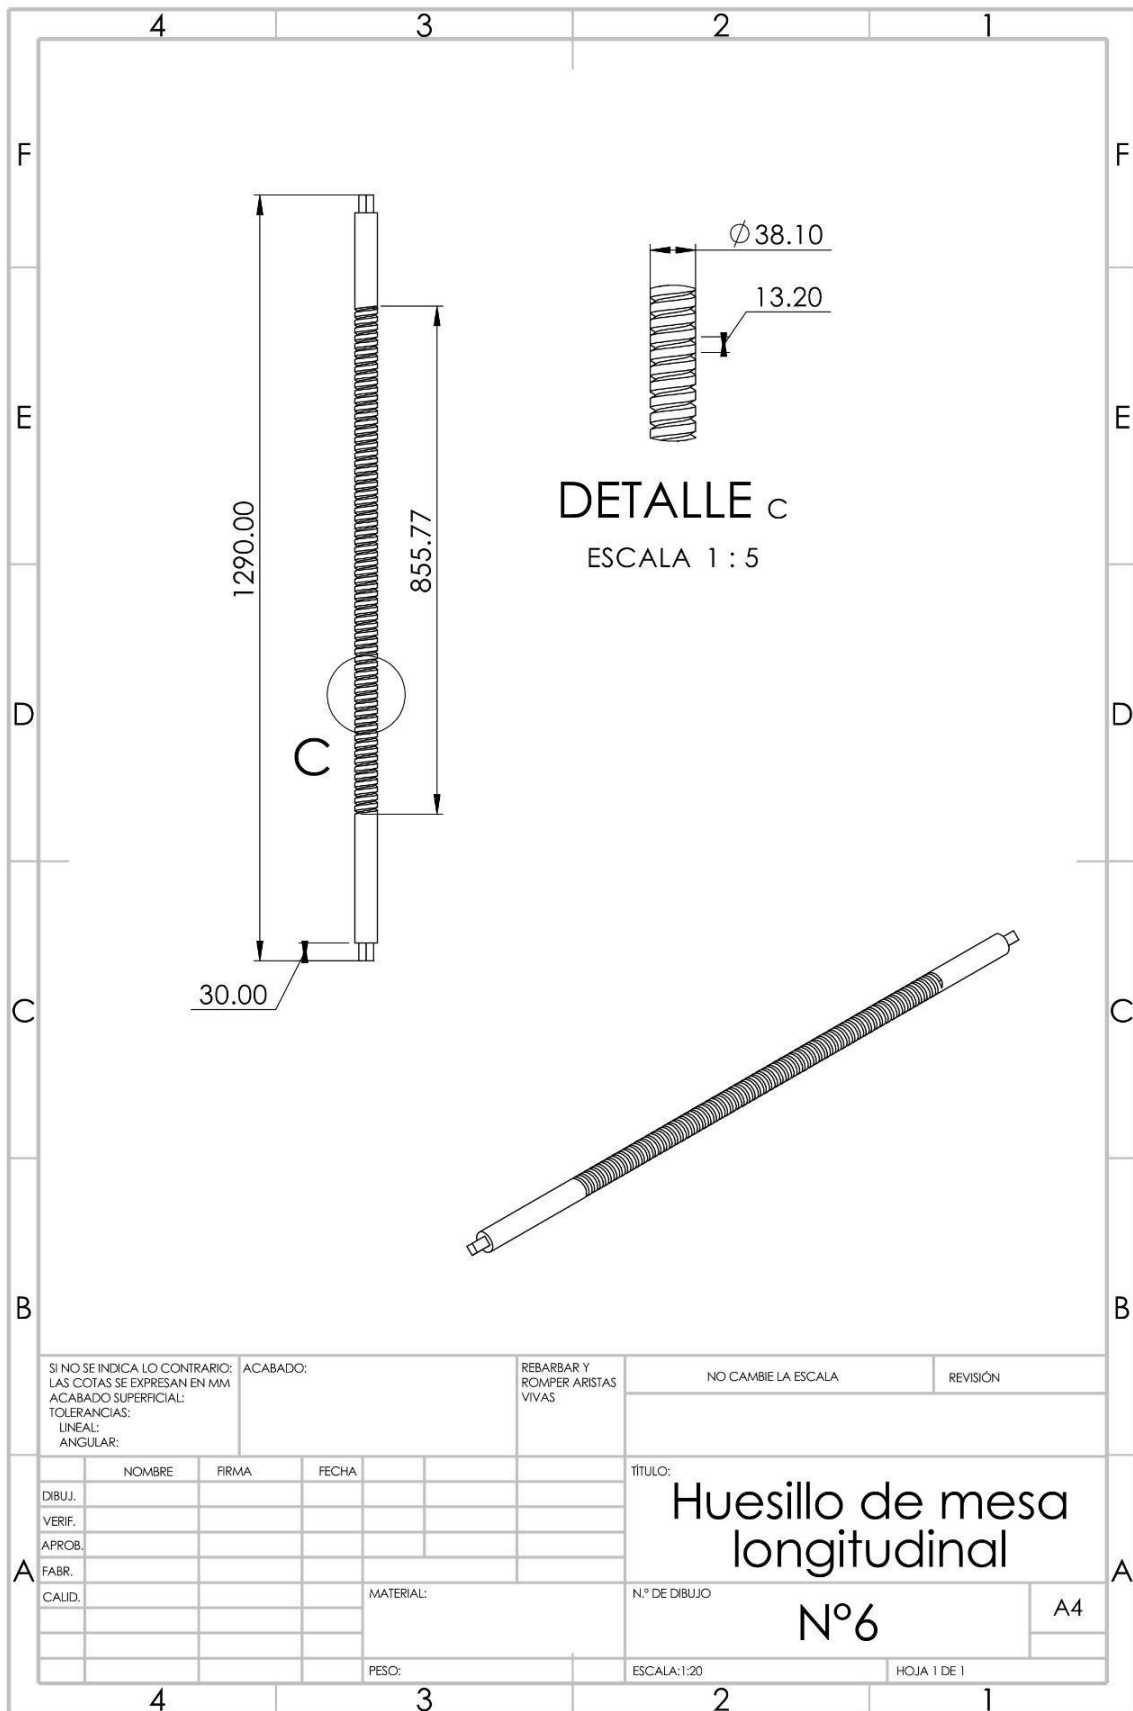 4 3 2 1
F F
Ø38.10
13.20
E E
DETALLE C
ESCALA 1 : 5
1290.00
855.77
D D
C
30.00
C C
B B
SI NO SE INDICA LO CONTRARIO:
LAS COTAS SE EXPRESAN EN MM
ACABADO SUPERFICIAL:
TOLERANCIAS:
LINEAL:
ANGULAR:
ACABADO:
REBARBAR Y
ROMPER ARISTAS
VIVAS
NO CAMBIE LA ESCALA
REVISIÓN
NOMBRE FIRMA FECHA
DIBUJ.
VERIF.
APROB.
FABR.
CALID.
TÍTULO:
Huesillo de mesa
longitudinal
A A
MATERIAL:
N.º DE DIBUJO
Nº6
A4
PESO:
ESCALA:1:20
HOJA 1 DE 1
4 3 2 1